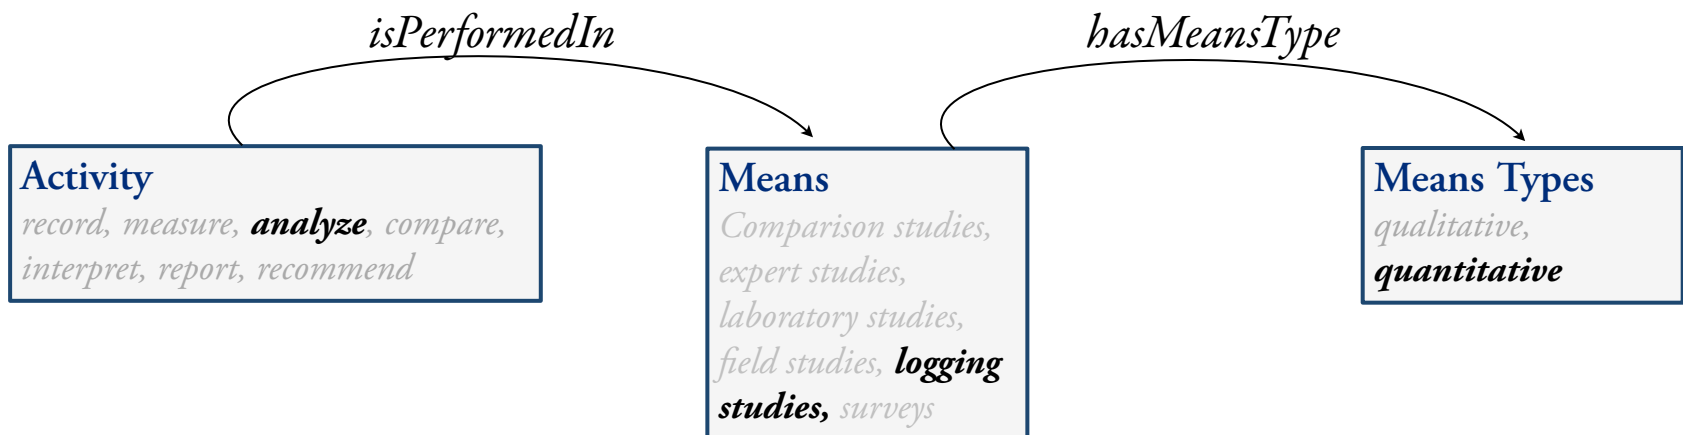 isPerformedIn
hasMeansType
Activity
record, measure, analyze, compare,
interpret, report, recommend
Means
Comparison studies,
expert studies,
laboratory studies,
field studies, logging
studies, surveys
Means Types
qualitative,
quantitative